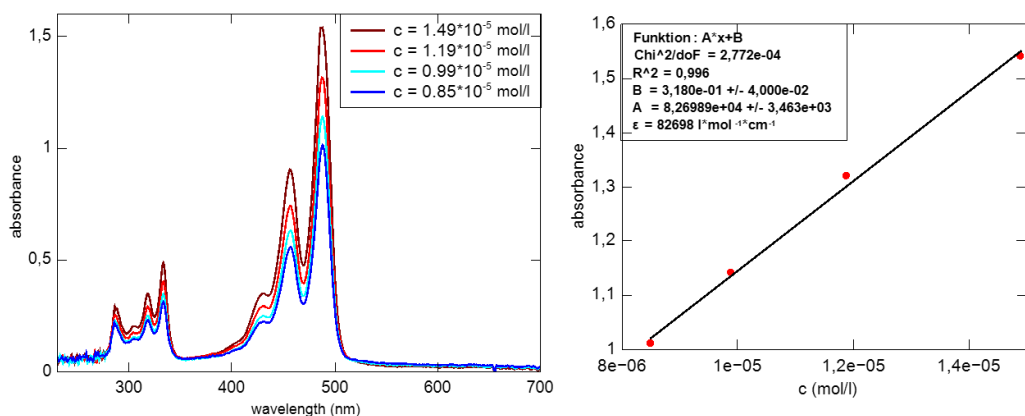 1,5
1
0,5
0
absorbance
300
400
500
600
700
wavelength (nm)
c = 1.49*10⁻⁵ mol/l
c = 1.19*10⁻⁵ mol/l
c = 0.99*10⁻⁵ mol/l
c = 0.85*10⁻⁵ mol/l
1,6
1,5
1,4
1,3
1,2
1,1
1
absorbance
8e-06
1e-05
1,2e-05
1,4e-05
c (mol/l)
Funktion : A*x+B
Chi^2/doF = 2,772e-04
R^2 = 0,996
B = 3,180e-01 +/- 4,000e-02
A = 8,26989e+04 +/- 3,463e+03
ε = 82698 l*mol⁻¹*cm⁻¹